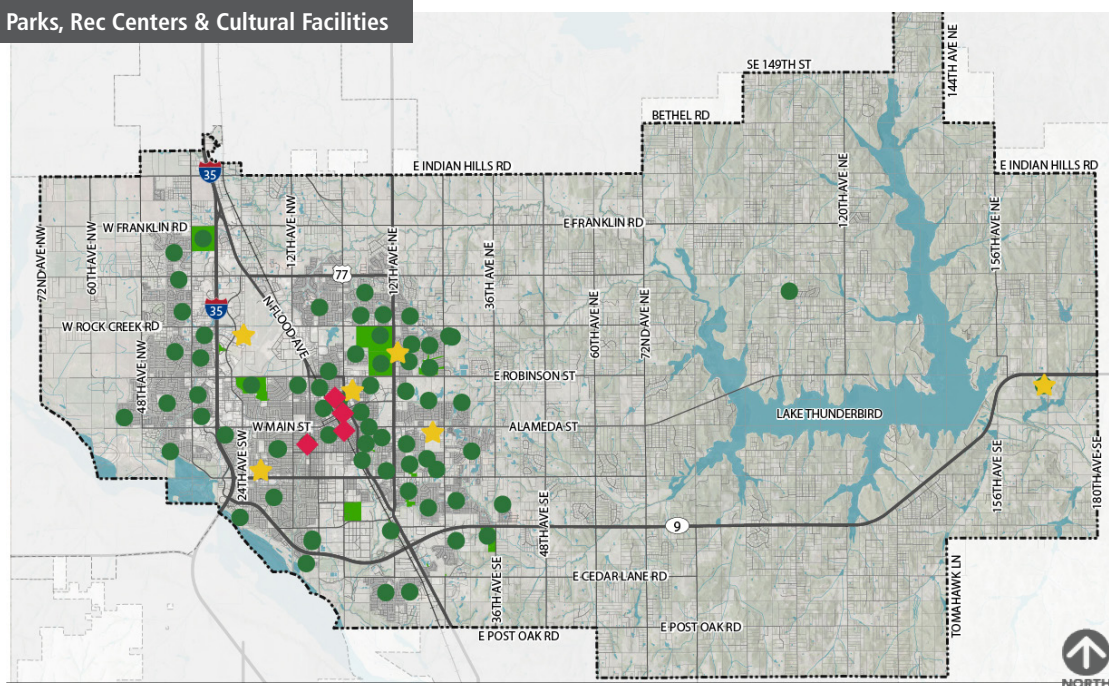 Parks, Rec Centers & Cultural Facilities
SE 149TH ST
144TH AVE NE
BETHEL RD
E INDIAN HILLS RD
E INDIAN HILLS RD
35
120TH AVE NE
W FRANKLIN RD
E FRANKLIN RD
72ND AVE NW
60TH AVE NW
12TH AVE NW
12TH AVE NE
36TH AVE NE
156TH AVE NE
77
35
N FLOOD AVE
W ROCK CREEK RD
60TH AVE NE
72ND AVE NE
48TH AVE NW
E ROBINSON ST
LAKE THUNDERBIRD
W MAIN ST
ALAMEDA ST
24TH AVE SW
48TH AVE SE
156TH AVE SE
180TH AVE SE
9
36TH AVE SE
E CEDAR LANE RD
TOMAHAWK LN
E POST OAK RD
E POST OAK RD
NORTH